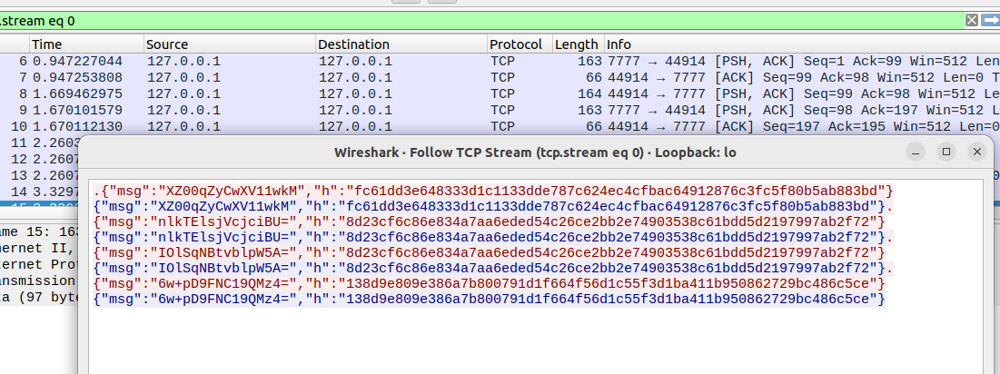 .stream eq 0
Time Source Destination Protocol Length Info
6 0.947227044 127.0.0.1 127.0.0.1 TCP 163 7777 → 44914 [PSH, ACK] Seq=1 Ack=99 Win=512 Len
7 0.947253808 127.0.0.1 127.0.0.1 TCP 66 44914 → 7777 [ACK] Seq=99 Ack=98 Win=512 Len=0 T
8 1.669462975 127.0.0.1 127.0.0.1 TCP 164 44914 → 7777 [PSH, ACK] Seq=99 Ack=98 Win=512 L
9 1.670101579 127.0.0.1 127.0.0.1 TCP 163 7777 → 44914 [PSH, ACK] Seq=98 Ack=197 Win=512 L
10 1.670112130 127.0.0.1 127.0.0.1 TCP 66 44914 → 7777 [ACK] Seq=197 Ack=195 Win=512 Len=0
11 2.2603
12 2.2607
13 2.2607
14 3.3297
Wireshark · Follow TCP Stream (tcp.stream eq 0) · Loopback: lo
.{"msg":"XZ00qZyCwXV11wkM","h":"fc61dd3e648333d1c1133dde787c624ec4cfbac64912876c3fc5f80b5ab883bd"}
{"msg":"XZ00qZyCwXV11wkM","h":"fc61dd3e648333d1c1133dde787c624ec4cfbac64912876c3fc5f80b5ab883bd"}.
{"msg":"nlkTElsjVcjciBU=","h":"8d23cf6c86e834a7aa6eded54c26ce2bb2e74903538c61bdd5d2197997ab2f72"}
{"msg":"nlkTElsjVcjciBU=","h":"8d23cf6c86e834a7aa6eded54c26ce2bb2e74903538c61bdd5d2197997ab2f72"}.
{"msg":"IOlSqNBtvblpW5A=","h":"8d23cf6c86e834a7aa6eded54c26ce2bb2e74903538c61bdd5d2197997ab2f72"}
{"msg":"IOlSqNBtvblpW5A=","h":"8d23cf6c86e834a7aa6eded54c26ce2bb2e74903538c61bdd5d2197997ab2f72"}.
{"msg":"6w+pD9FNC19QMz4=","h":"138d9e809e386a7b800791d1f664f56d1c55f3d1ba411b950862729bc486c5ce"}
{"msg":"6w+pD9FNC19QMz4=","h":"138d9e809e386a7b800791d1f664f56d1c55f3d1ba411b950862729bc486c5ce"}
ame 15: 163
hernet II,
ternet Prot
ansmission
ta (97 byte